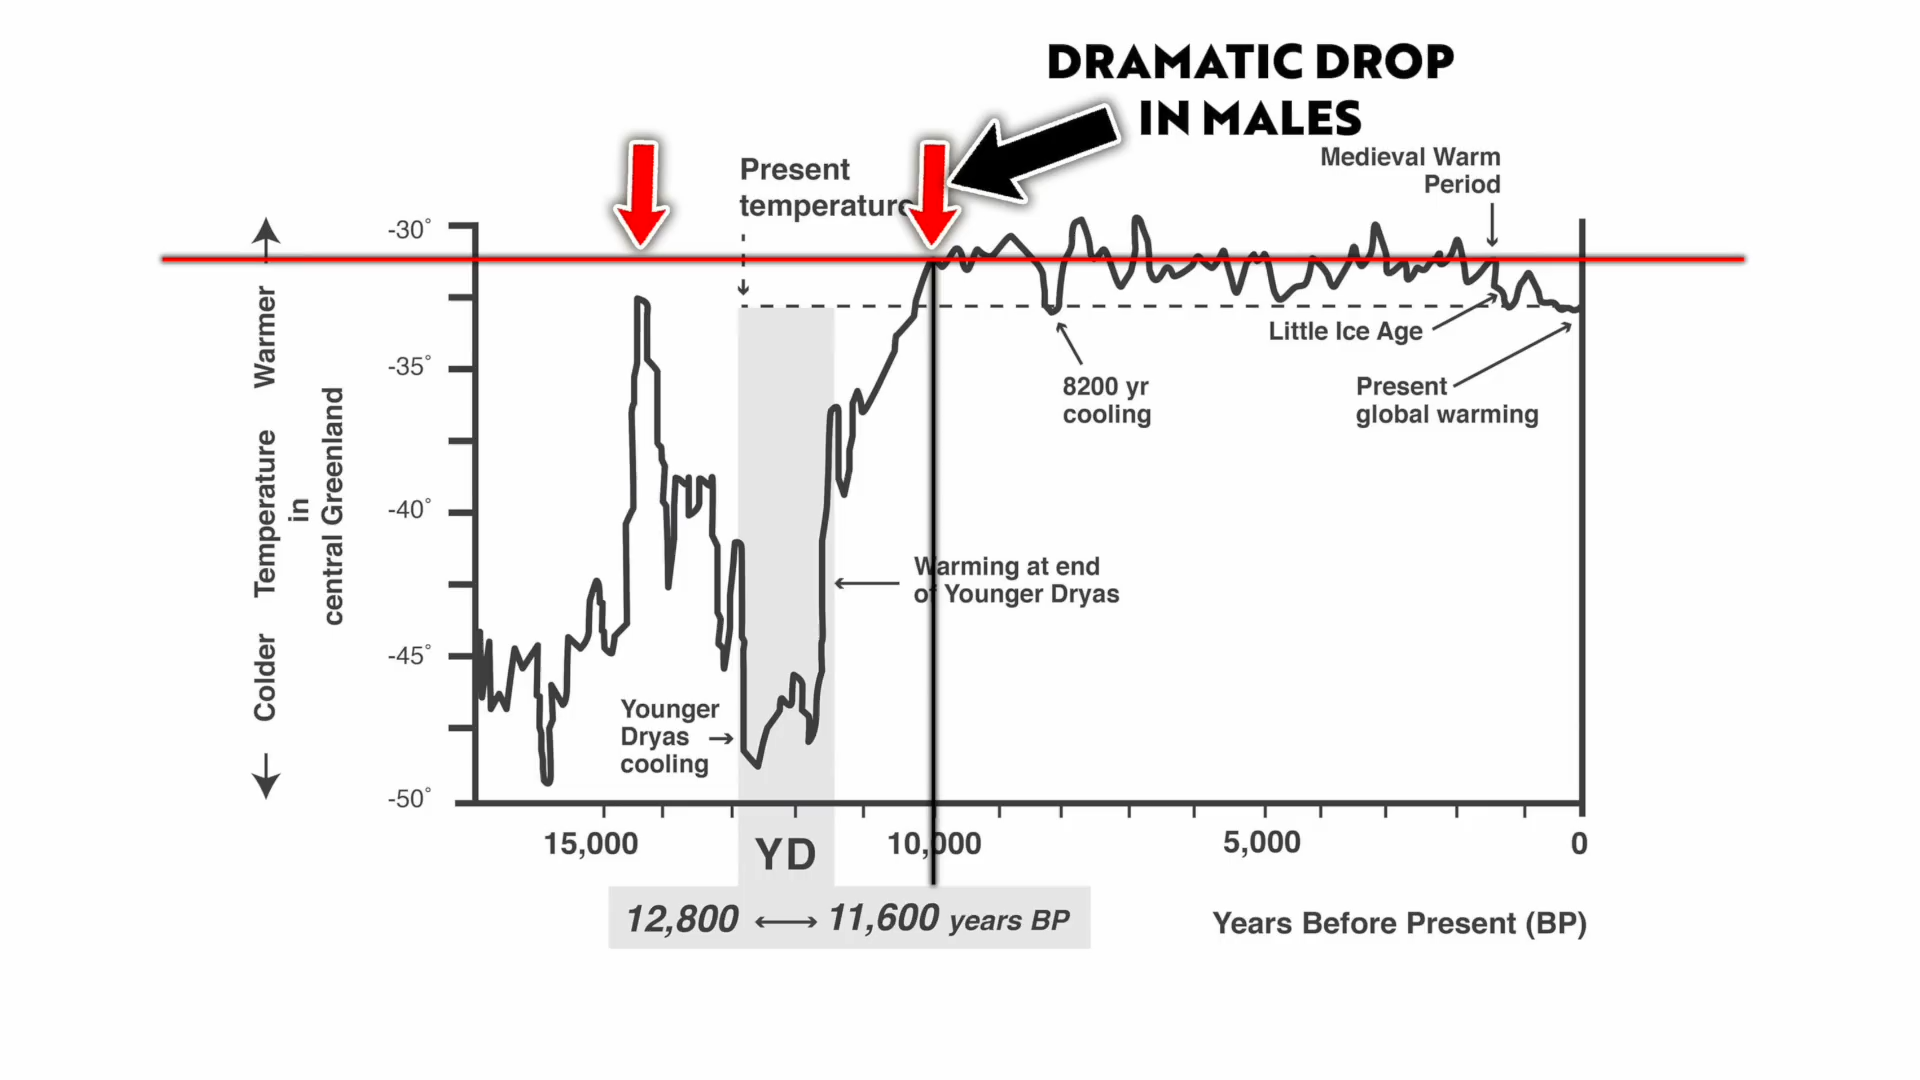 DRAMATIC DROP
IN MALES
Medieval Warm
Period
Present
temperature
-30°
-35°
-40°
-45°
-50°
Warmer
Temperature
in
central Greenland
Colder
Little Ice Age
8200 yr
cooling
Present
global warming
Warming at end
of Younger Dryas
Younger
Dryas
cooling
15,000
YD
10,000
5,000
0
12,800
11,600 years BP
Years Before Present (BP)